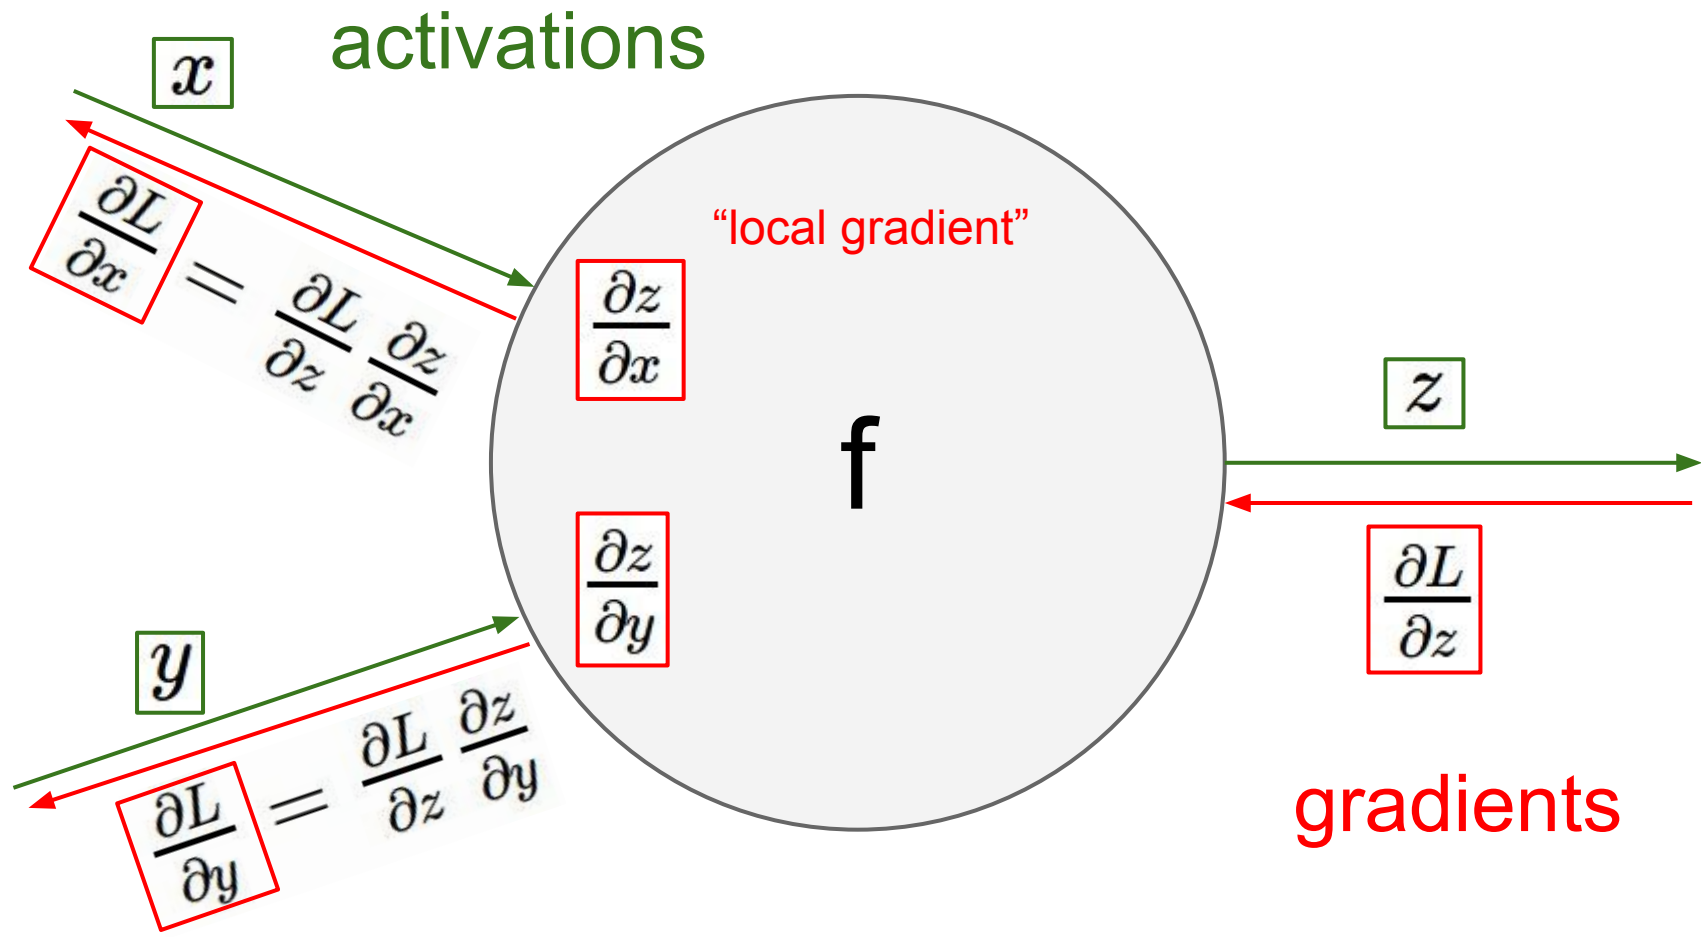 activations
x
∂L/∂x = ∂L/∂z ∂z/∂x
“local gradient”
∂z/∂x
f
z
∂z/∂y
∂L/∂z
y
∂L/∂y = ∂L/∂z ∂z/∂y
gradients